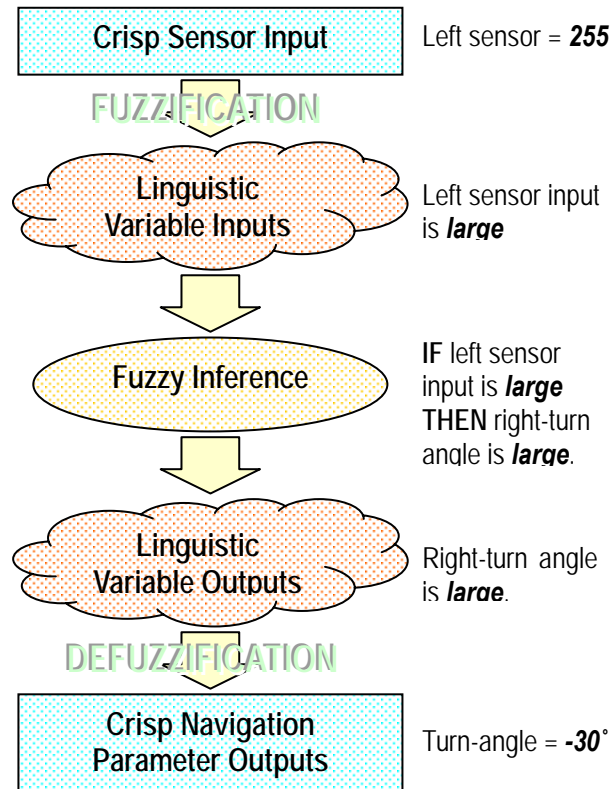 Crisp Sensor Input
Left sensor = 255
FUZZIFICATION
Linguistic
Variable Inputs
Left sensor input
is large
Fuzzy Inference
IF left sensor
input is large
THEN right-turn
angle is large.
Linguistic
Variable Outputs
Right-turn angle
is large.
DEFUZZIFICATION
Crisp Navigation
Parameter Outputs
Turn-angle = -30˚